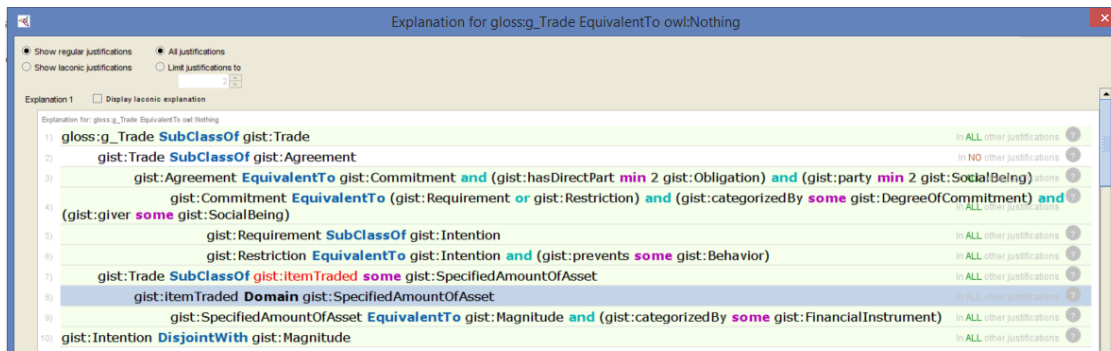 Explanation for gloss:g_Trade EquivalentTo owl:Nothing
Show regular justifications All justifications
Show laconic justifications Limit justifications to
2
Explanation 1 Display laconic explanation
Explanation for: gloss:g_Trade EquivalentTo owl:Nothing
1) gloss:g_Trade SubClassOf gist:Trade In ALL other justifications ?
2) gist:Trade SubClassOf gist:Agreement In NO other justifications ?
3) gist:Agreement EquivalentTo gist:Commitment and (gist:hasDirectPart min 2 gist:Obligation) and (gist:party min 2 gist:SocialBeing) ?
4) gist:Commitment EquivalentTo (gist:Requirement or gist:Restriction) and (gist:categorizedBy some gist:DegreeOfCommitment) and ?
(gist:giver some gist:SocialBeing) In ALL other justifications
5) gist:Requirement SubClassOf gist:Intention In ALL other justifications ?
6) gist:Restriction EquivalentTo gist:Intention and (gist:prevents some gist:Behavior) In ALL other justifications ?
7) gist:Trade SubClassOf gist:itemTraded some gist:SpecifiedAmountOfAsset In ALL other justifications ?
8) gist:itemTraded Domain gist:SpecifiedAmountOfAsset In ALL other justifications ?
9) gist:SpecifiedAmountOfAsset EquivalentTo gist:Magnitude and (gist:categorizedBy some gist:FinancialInstrument) In ALL other justifications ?
10) gist:Intention DisjointWith gist:Magnitude In ALL other justifications ?